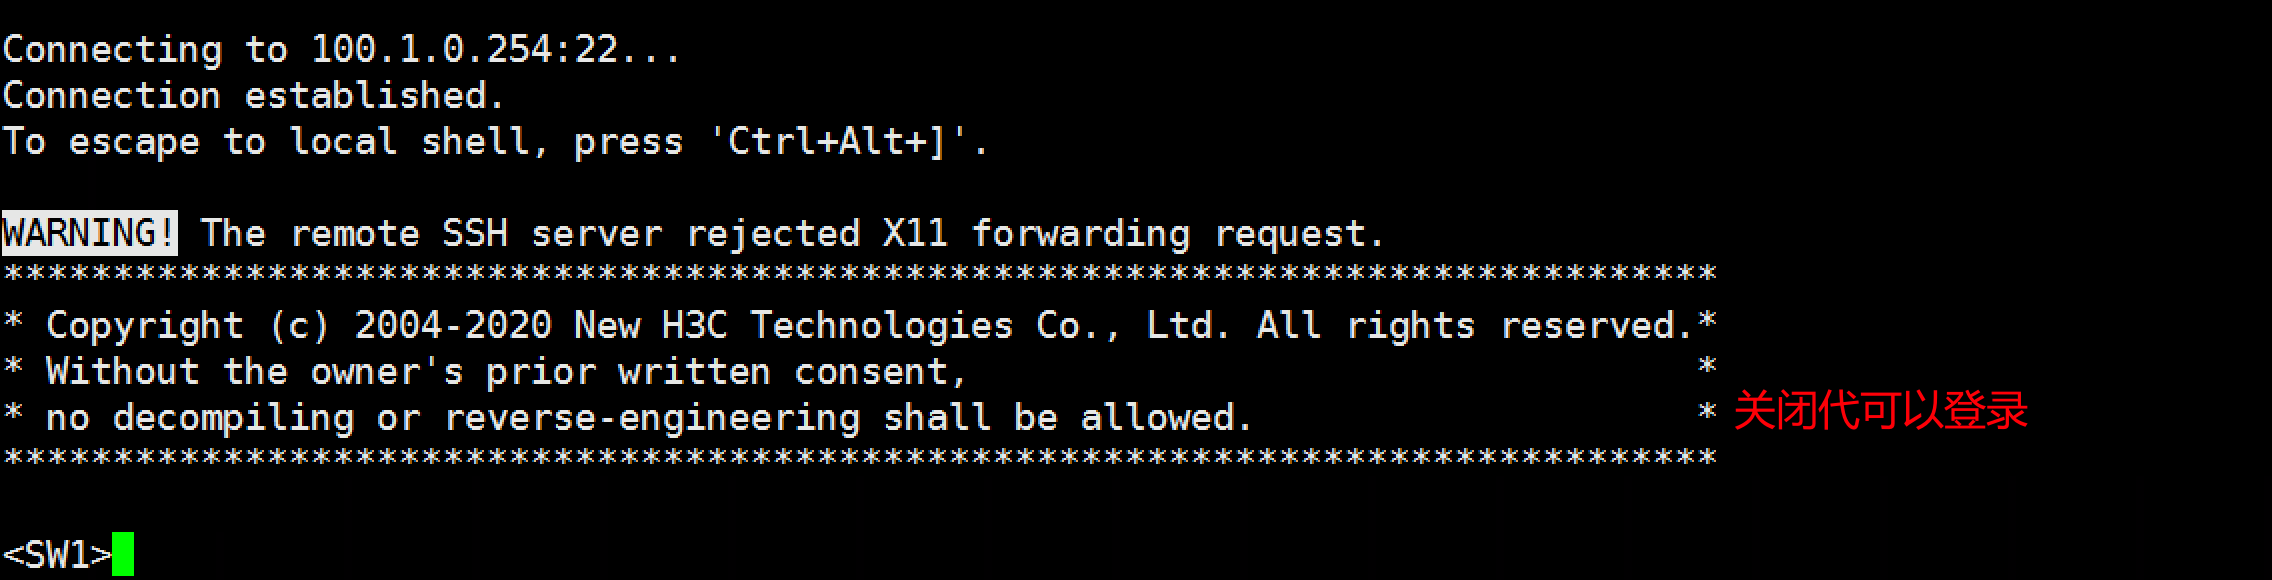 Connecting to 100.1.0.254:22...
Connection established.
To escape to local shell, press 'Ctrl+Alt+]'.
WARNING! The remote SSH server rejected X11 forwarding request.
******************************************************************************
* Copyright (c) 2004-2020 New H3C Technologies Co., Ltd. All rights reserved.*
* Without the owner's prior written consent,                                 *
* no decompiling or reverse-engineering shall be allowed.                    * 关闭代可以登录
******************************************************************************
<SW1>